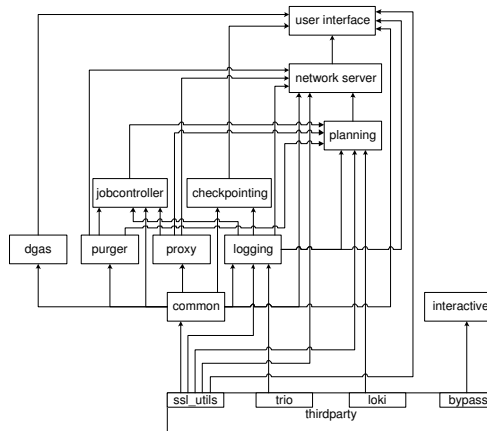 user interface
network server
planning
jobcontroller
checkpointing
dgas
purger
proxy
logging
common
interactive
ssl_utils
trio
loki
bypass
thirdparty